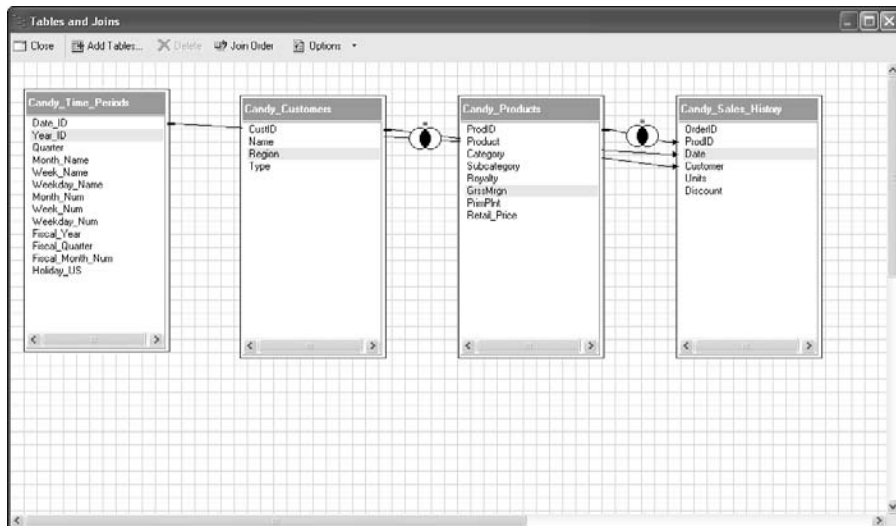 Tables and Joins
Close Add Tables... Delete Join Order Options
Candy_Time_Periods
Date_ID
Year_ID
Quarter
Month_Name
Week_Name
Weekday_Name
Month_Num
Week_Num
Weekday_Num
Fiscal_Year
Fiscal_Quarter
Fiscal_Month_Num
Holiday_US
Candy_Customers
CustID
Name
Region
Type
Candy_Products
ProdID
Product
Category
Subcategory
Royalty
GrssMrgn
PrimPlnt
Retail_Price
Candy_Sales_History
OrderID
ProdID
Date
Customer
Units
Discount